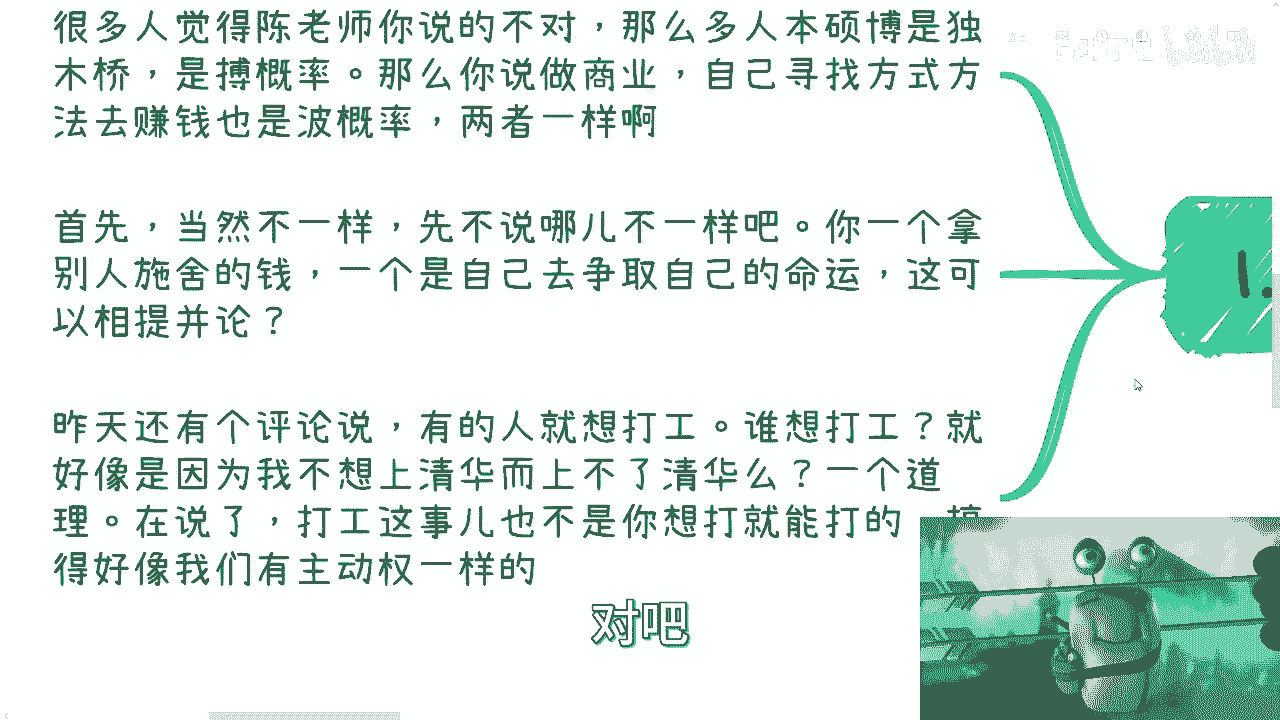 很多人觉得陈老师你说的不对，那么多人本硕博是独
木桥，是搏概率。那么你说做商业，自己寻找方式方
法去赚钱也是波概率，两者一样啊
首先，当然不一样，先不说哪儿不一样吧。你一个拿
别人施舍的钱，一个是自己去争取自己的命运，这可
以相提并论？
昨天还有个评论说，有的人就想打工。谁想打工？就
好像是因为我不想上清华而上不了清华么？一个道
理。在说了，打工这事儿也不是你想打就能打的，搞
得好像我们有主动权一样的
对吧
1.